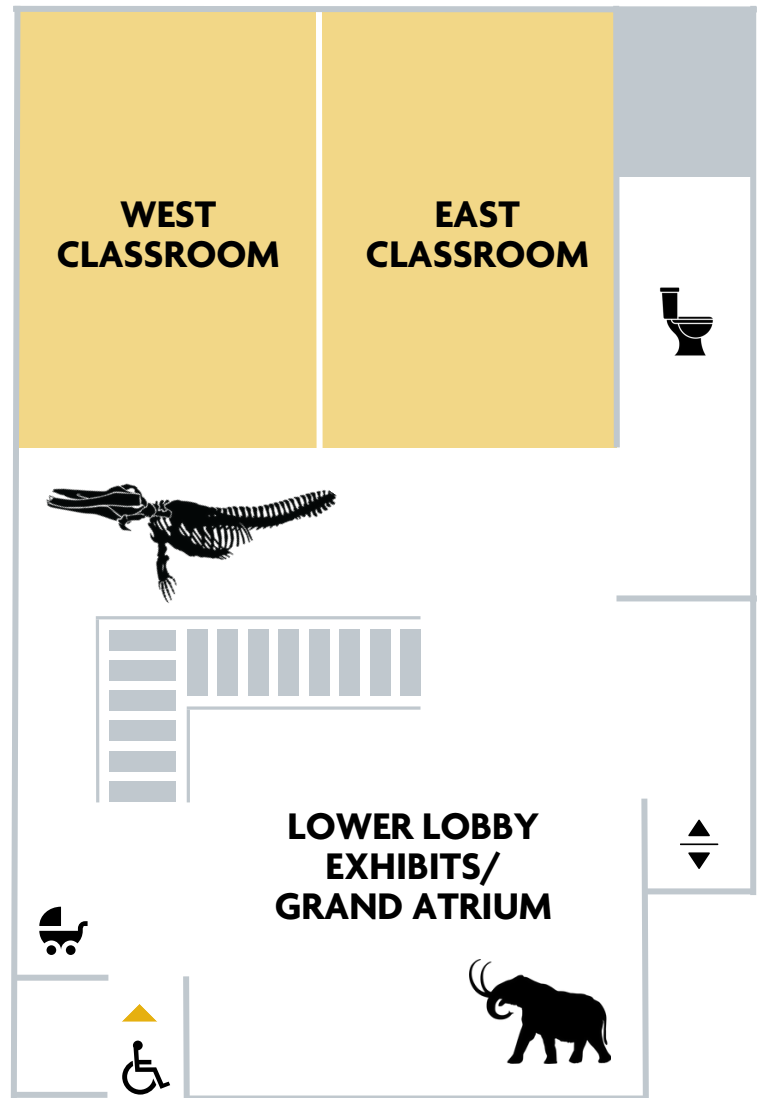 WEST
CLASSROOM
EAST
CLASSROOM
LOWER LOBBY
EXHIBITS/
GRAND ATRIUM